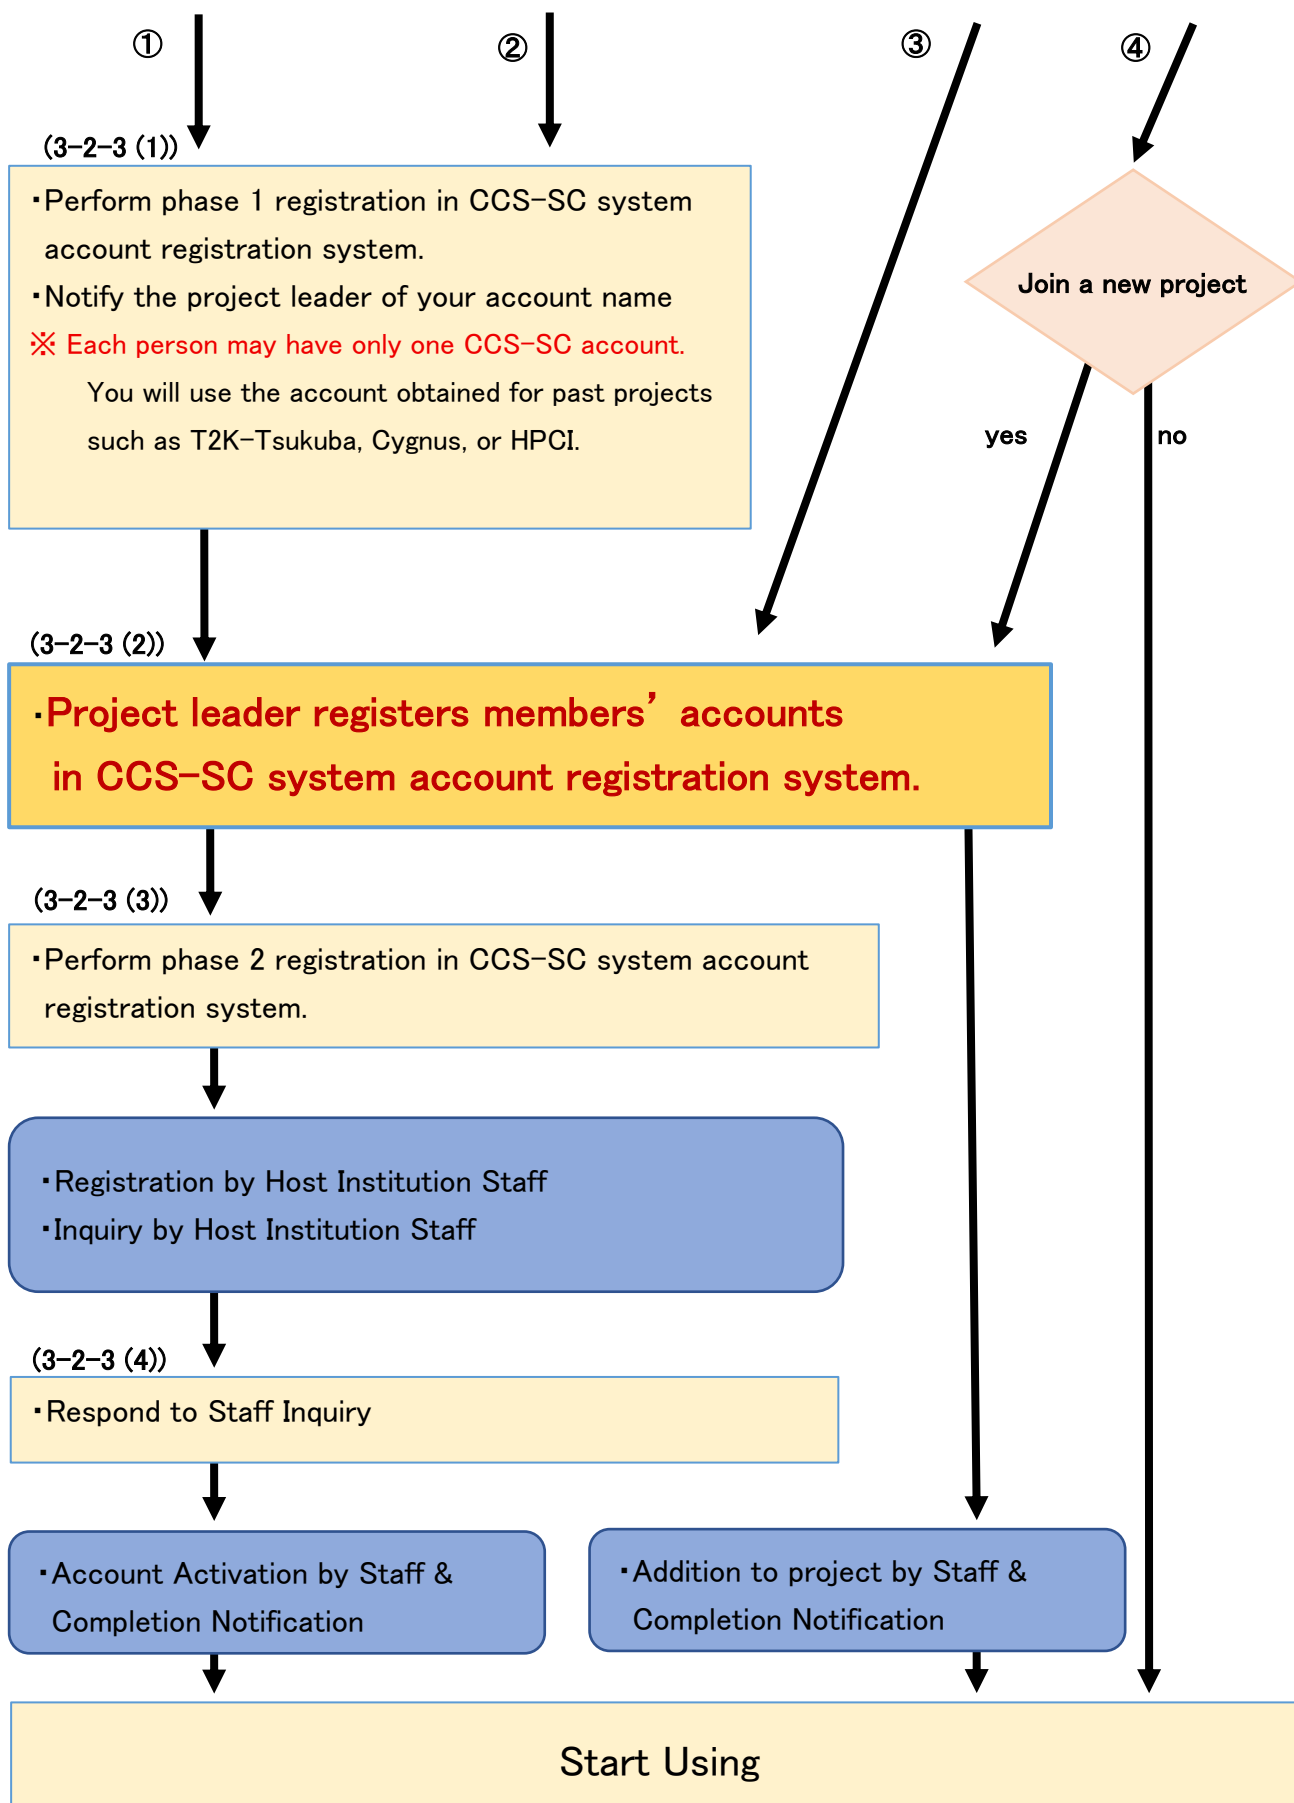 ①
②
③
④
(3-2-3 (1))
・Perform phase 1 registration in CCS-SC system
account registration system.
・Notify the project leader of your account name
※ Each person may have only one CCS-SC account.
You will use the account obtained for past projects
such as T2K-Tsukuba, Cygnus, or HPCI.
Join a new project
yes
no
(3-2-3 (2))
・Project leader registers members’ accounts
in CCS-SC system account registration system.
(3-2-3 (3))
・Perform phase 2 registration in CCS-SC system account
registration system.
・Registration by Host Institution Staff
・Inquiry by Host Institution Staff
(3-2-3 (4))
・Respond to Staff Inquiry
・Account Activation by Staff &
Completion Notification
・Addition to project by Staff &
Completion Notification
Start Using